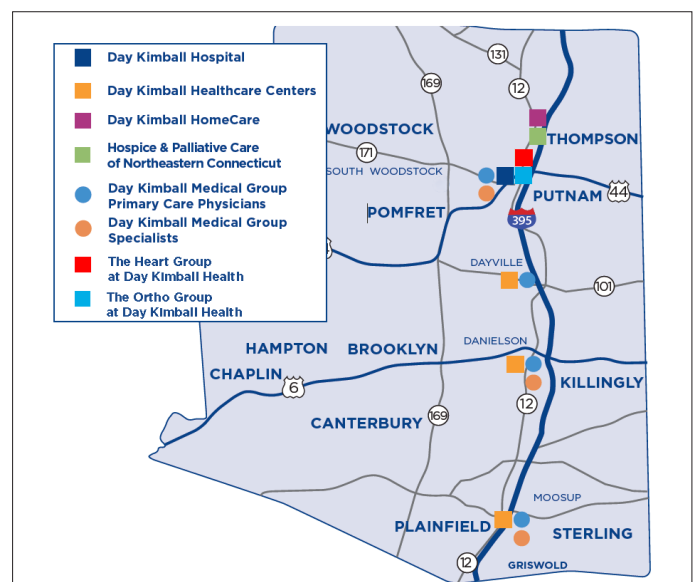 Day Kimball Hospital
Day Kimball Healthcare Centers
Day Kimball HomeCare
Hospice & Palliative Care
of Northeastern Connecticut
Day Kimball Medical Group
Primary Care Physicians
Day Kimball Medical Group
Specialists
The Heart Group
at Day Kimball Health
The Ortho Group
at Day Kimball Health
131
169
12
WOODSTOCK
THOMPSON
171
SOUTH WOODSTOCK
PUTNAM
44
POMFRET
395
DAYVILLE
101
DANIELSON
HAMPTON
BROOKLYN
CHAPLIN
6
KILLINGLY
12
169
CANTERBURY
MOOSUP
PLAINFIELD
STERLING
12
GRISWOLD